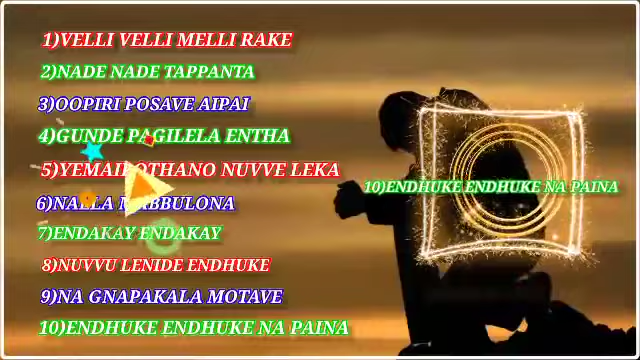 1)VELLI VELLI MELLI RAKE
2)NADE NADE TAPPANTA
3)OOPIRI POSAVE AIPAI
4)GUNDE PAGILELA ENTHA
NUVVE LEKA
10)ENDHUKE ENDHUKE NA PAINA
7)ENDAKAY ENDAKAY
8)NUVVU LENIDE ENDHUKE
9)NA GNAPAKALA MOTAVE
10)ENDHUKE ENDHUKE NA PAINA